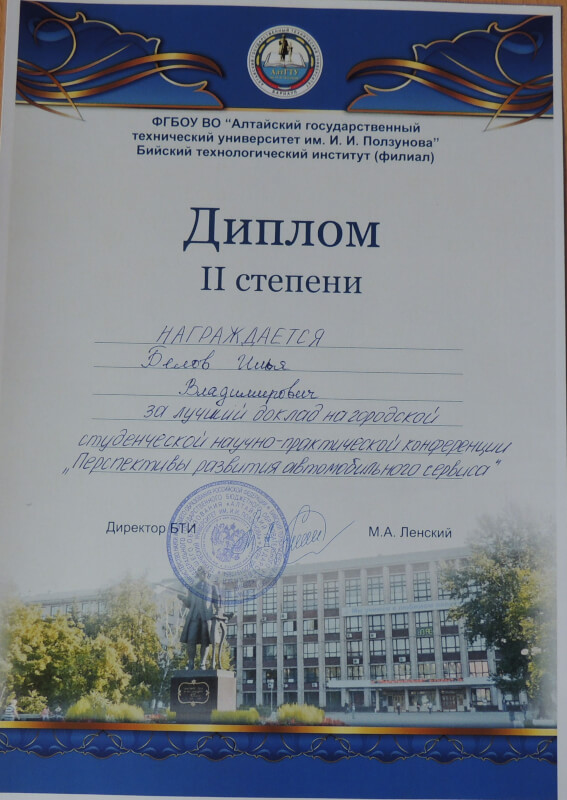 АлтГТУ
ФГБОУ ВО "Алтайский государственный
технический университет им. И. И. Ползунова"
Бийский технологический институт (филиал)
Диплом
II степени
НАГРАЖДАЕТСЯ
Белов Илья
Владимирович
за лучший доклад на городской
студенческой научно-практической конференции
„Перспективы развития автомобильного сервиса"
Директор БТИ
М.А. Ленский